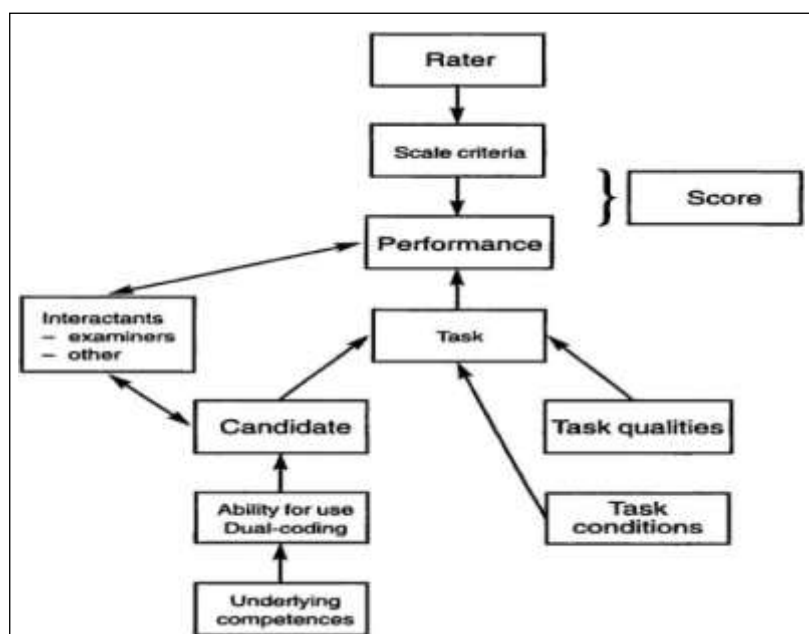 Rater
Scale criteria
Score
Performance
Interactants
– examiners
– other
Task
Candidate
Task qualities
Ability for use
Dual-coding
Task
conditions
Underlying
competences